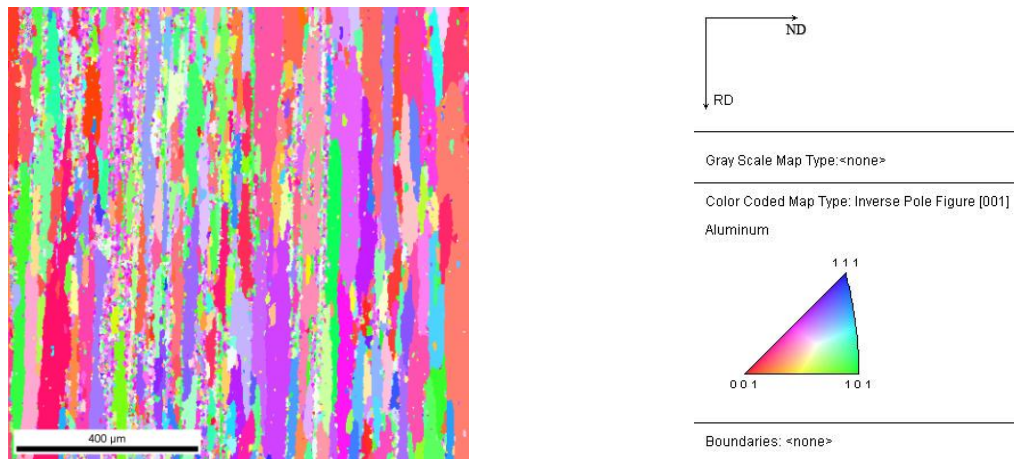 400 µm
ND
RD
Gray Scale Map Type:<none>
Color Coded Map Type: Inverse Pole Figure [001]
Aluminum
1 1 1
0 0 1
1 0 1
Boundaries: <none>